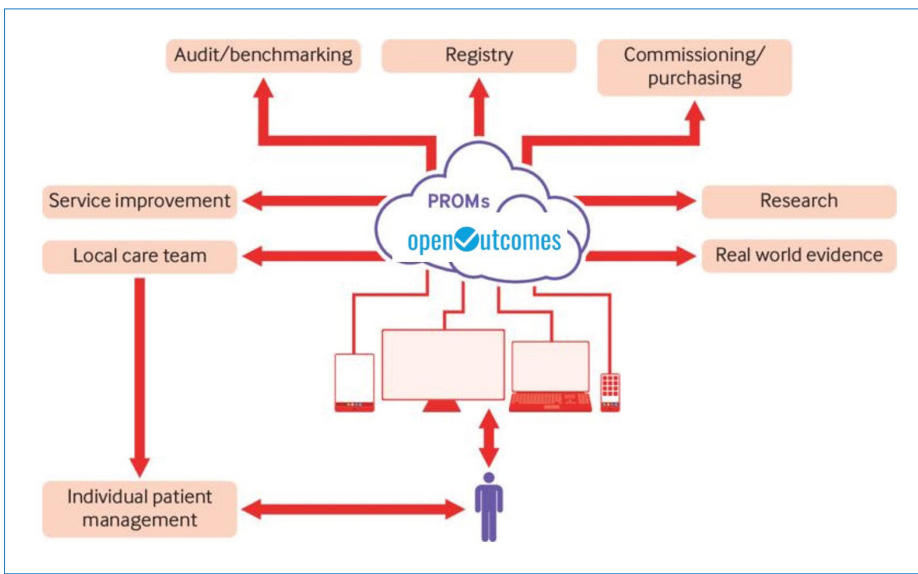 Audit/benchmarking
Registry
Commissioning/
purchasing
Service improvement
PROMs
Research
Local care team
openOutcomes
Real world evidence
Individual patient
management